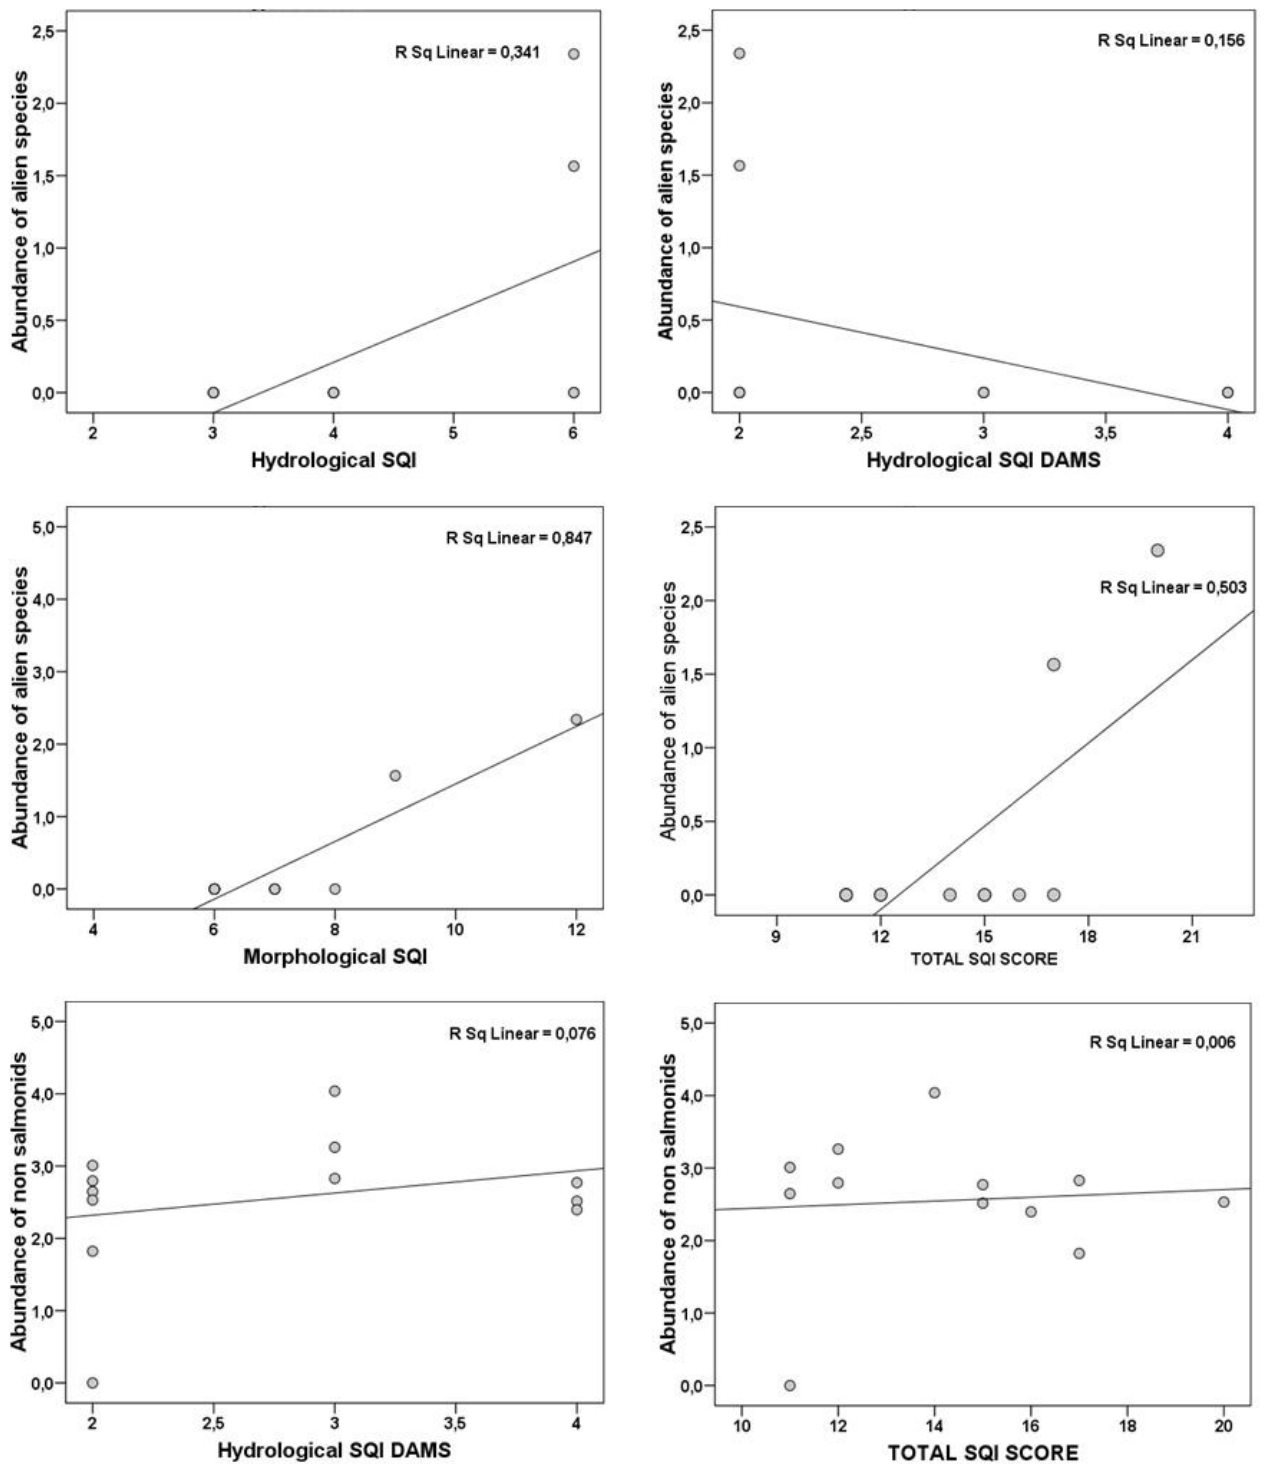 R Sq Linear = 0,341
Abundance of alien species
2,5
2,0
1,5
1,0
0,5
0,0
2 3 4 5 6
Hydrological SQI
R Sq Linear = 0,156
Abundance of alien species
2,5
2,0
1,5
1,0
0,5
0,0
2 2,5 3 3,5 4
Hydrological SQI DAMS
R Sq Linear = 0,847
Abundance of alien species
5,0
4,0
3,0
2,0
1,0
0,0
4 6 8 10 12
Morphological SQI
R Sq Linear = 0,503
Abundance of alien species
2,5
2,0
1,5
1,0
0,5
0,0
9 12 15 18 21
TOTAL SQI SCORE
R Sq Linear = 0,076
Abundance of non salmonids
5,0
4,0
3,0
2,0
1,0
0,0
2 2,5 3 3,5 4
Hydrological SQI DAMS
R Sq Linear = 0,006
Abundance of non salmonids
5,0
4,0
3,0
2,0
1,0
0,0
10 12 14 16 18 20
TOTAL SQI SCORE